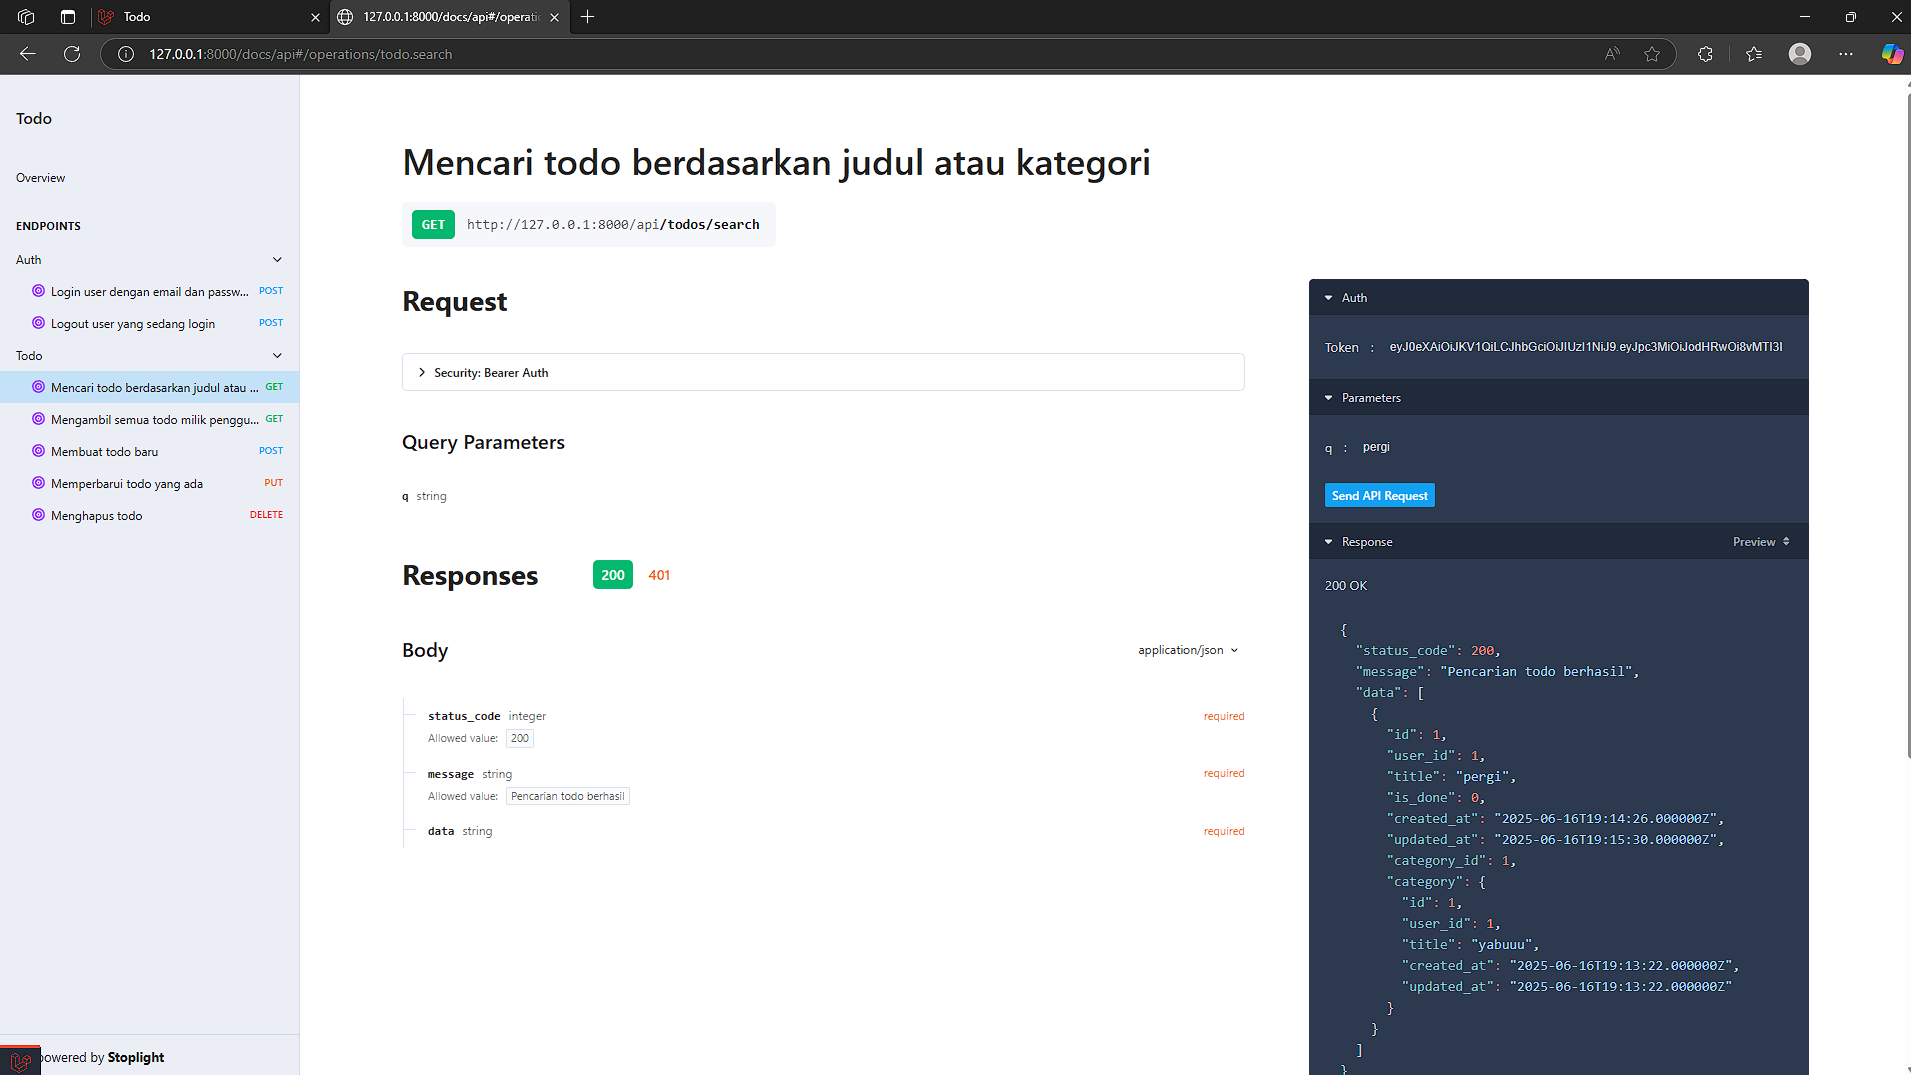 Todo
127.0.0.1:8000/docs/api#/operatio
127.0.0.1:8000/docs/api#/operations/todo.search
Todo
Overview
ENDPOINTS
Auth
Login user dengan email dan passw... POST
Logout user yang sedang login POST
Todo
Mencari todo berdasarkan judul atau ... GET
Mengambil semua todo milik penggu... GET
Membuat todo baru POST
Memperbarui todo yang ada PUT
Menghapus todo DELETE
powered by Stoplight
Mencari todo berdasarkan judul atau kategori
GET http://127.0.0.1:8000/api/todos/search
Request
Security: Bearer Auth
Query Parameters
q string
Responses 200 401
Body application/json
status_code integer required
Allowed value: 200
message string required
Allowed value: Pencarian todo berhasil
data string required
Auth
Token : eyJ0eXAiOiJKV1QiLCJhbGciOiJIUzI1NiJ9.eyJpc3MiOiJodHRwOi8vMTI3I
Parameters
q : pergi
Send API Request
Response Preview
200 OK
{
"status_code": 200,
"message": "Pencarian todo berhasil",
"data": [
{
"id": 1,
"user_id": 1,
"title": "pergi",
"is_done": 0,
"created_at": "2025-06-16T19:14:26.000000Z",
"updated_at": "2025-06-16T19:15:30.000000Z",
"category_id": 1,
"category": {
"id": 1,
"user_id": 1,
"title": "yabuuu",
"created_at": "2025-06-16T19:13:22.000000Z",
"updated_at": "2025-06-16T19:13:22.000000Z"
}
}
]
}